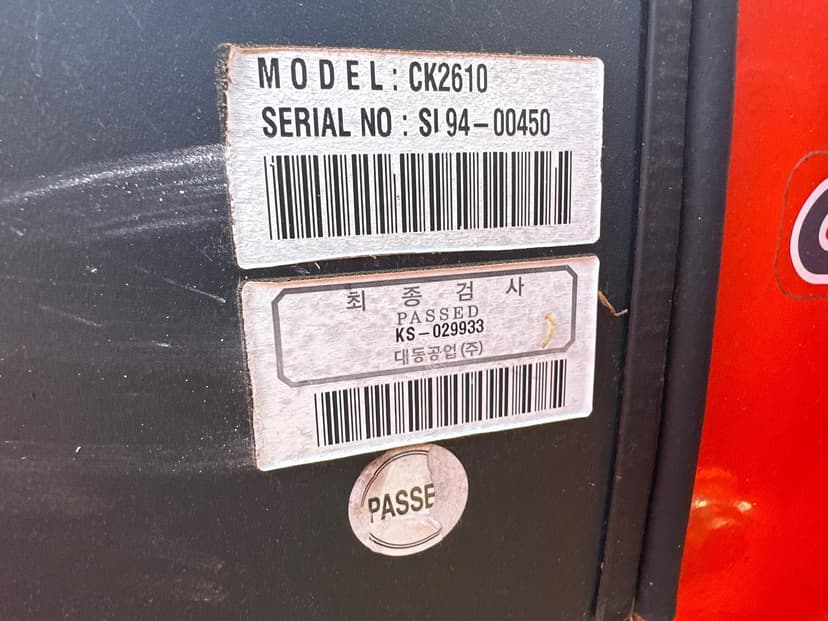 MODEL: CK2610
SERIAL NO : SI 94-00450
최 종 검 사
PASSED
KS-029933
대동공업(주)
PASSE